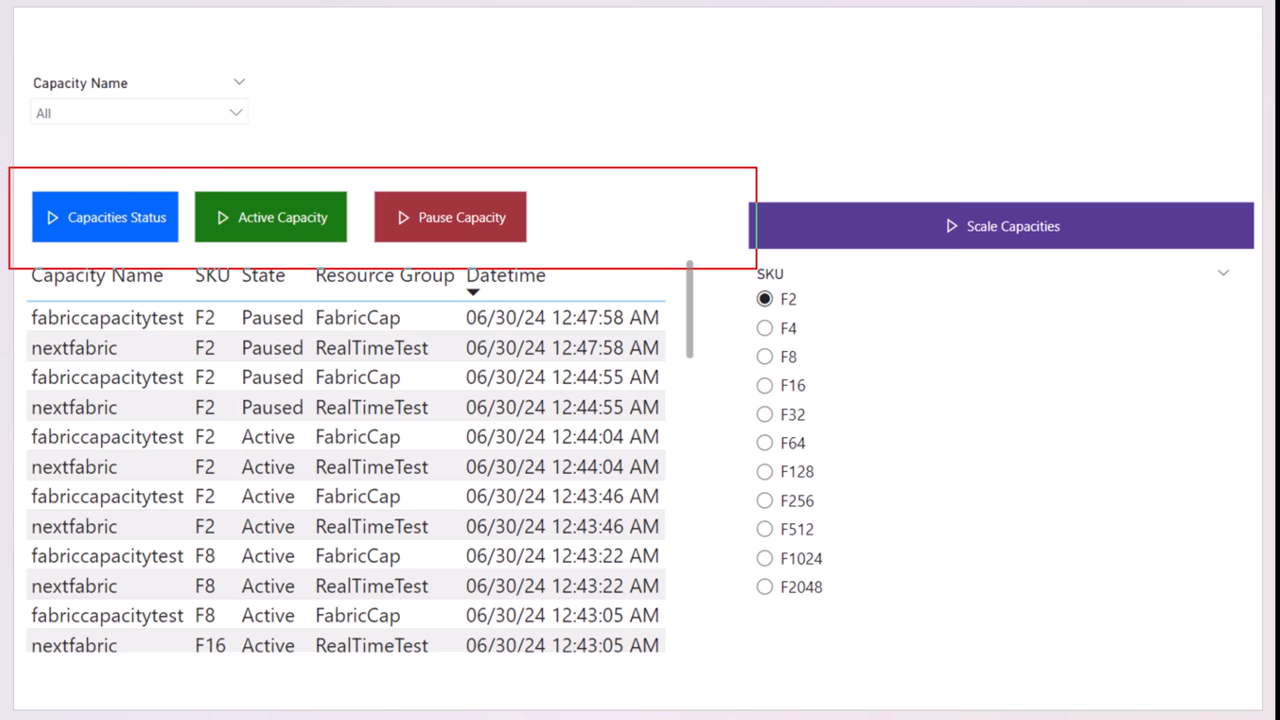 Capacity Name
All
Capacities Status
Active Capacity
Pause Capacity
Scale Capacities
Capacity Name SKU State Resource Group Datetime
fabriccapacitytest F2 Paused FabricCap 06/30/24 12:47:58 AM
nextfabric F2 Paused RealTimeTest 06/30/24 12:47:58 AM
fabriccapacitytest F2 Paused FabricCap 06/30/24 12:44:55 AM
nextfabric F2 Paused RealTimeTest 06/30/24 12:44:55 AM
fabriccapacitytest F2 Active FabricCap 06/30/24 12:44:04 AM
nextfabric F2 Active RealTimeTest 06/30/24 12:44:04 AM
fabriccapacitytest F2 Active FabricCap 06/30/24 12:43:46 AM
nextfabric F2 Active RealTimeTest 06/30/24 12:43:46 AM
fabriccapacitytest F8 Active FabricCap 06/30/24 12:43:22 AM
nextfabric F8 Active RealTimeTest 06/30/24 12:43:22 AM
fabriccapacitytest F8 Active FabricCap 06/30/24 12:43:05 AM
nextfabric F16 Active RealTimeTest 06/30/24 12:43:05 AM
SKU
F2
F4
F8
F16
F32
F64
F128
F256
F512
F1024
F2048